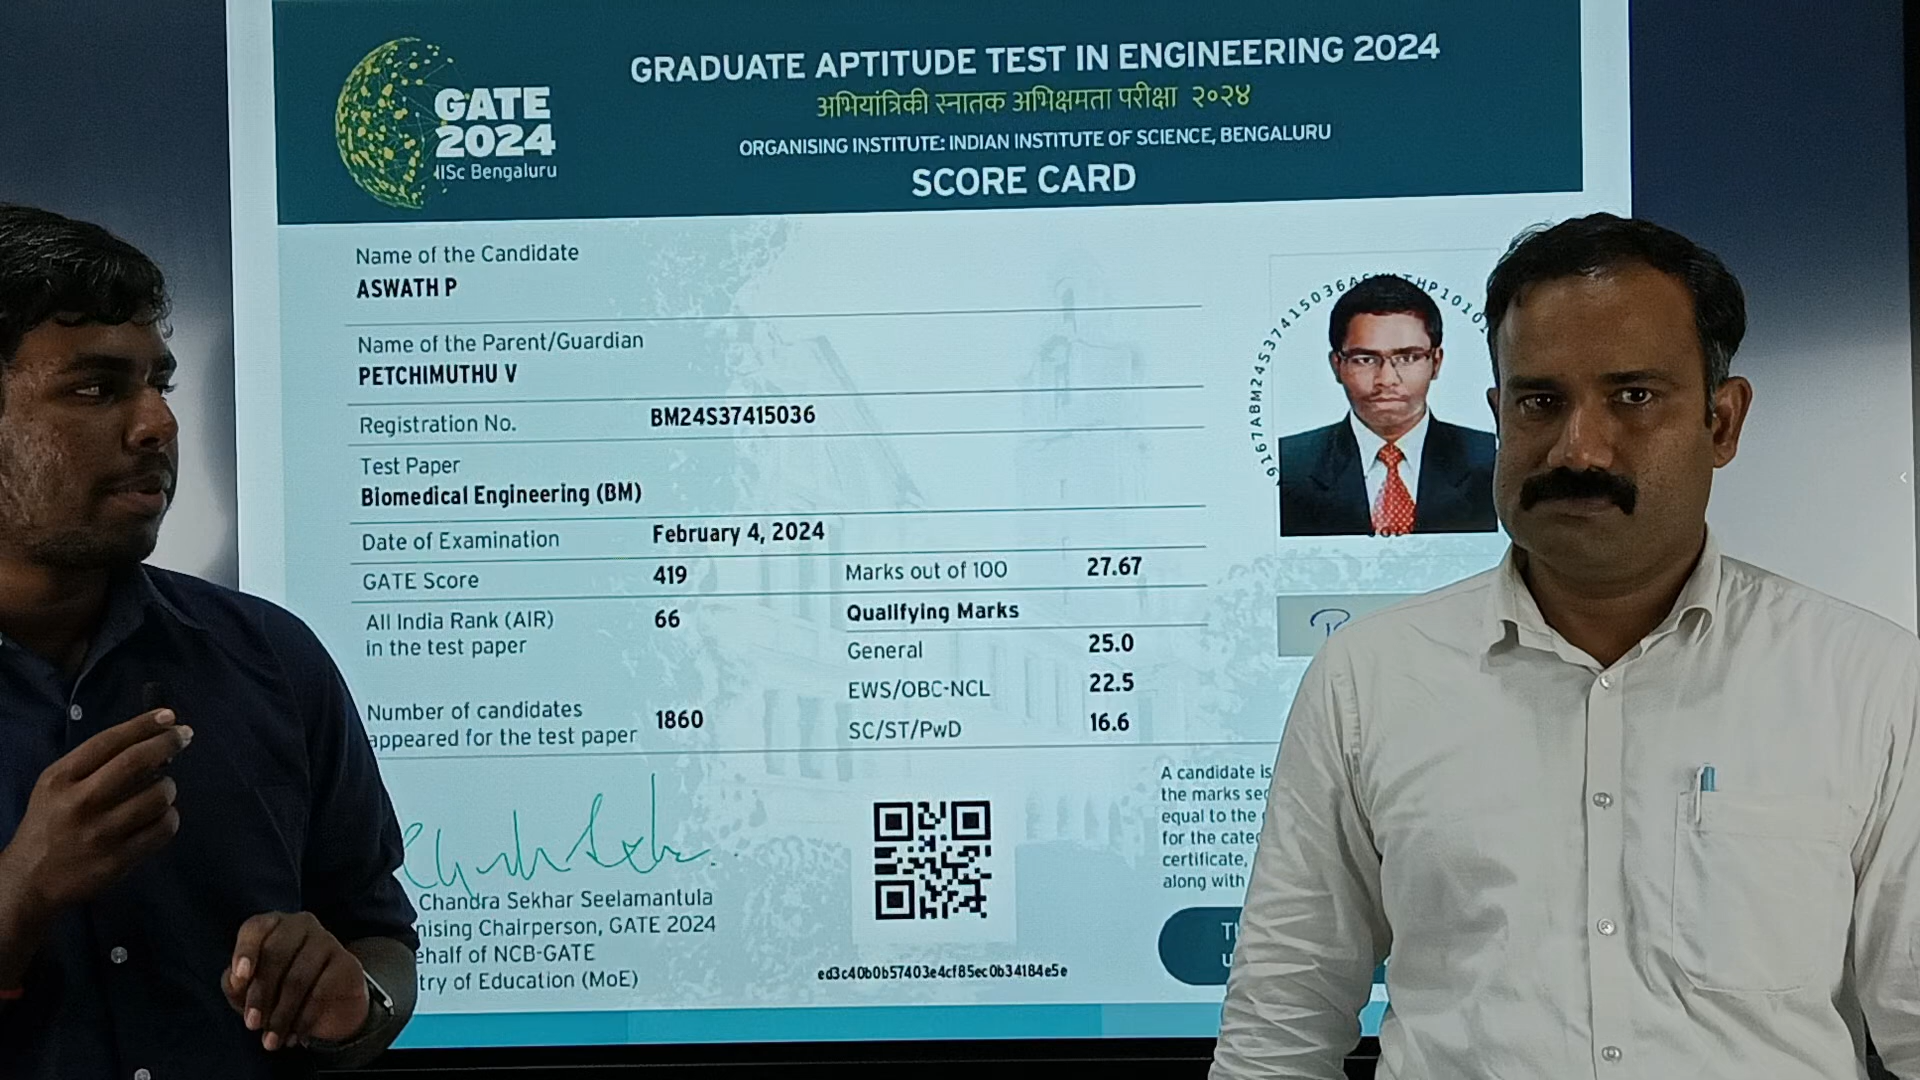 GATE
2024
IISc Bengaluru
GRADUATE APTITUDE TEST IN ENGINEERING 2024
अभियांत्रिकी स्नातक अभिक्षमता परीक्षा २०२४
ORGANISING INSTITUTE: INDIAN INSTITUTE OF SCIENCE, BENGALURU
SCORE CARD
Name of the Candidate
ASWATH P
Name of the Parent/Guardian
PETCHIMUTHU V
Registration No. BM24S37415036
Test Paper
Biomedical Engineering (BM)
Date of Examination February 4, 2024
GATE Score 419 Marks out of 100 27.67
All India Rank (AIR) 66 Qualifying Marks
in the test paper
General 25.0
EWS/OBC-NCL 22.5
Number of candidates 1860 SC/ST/PwD 16.6
appeared for the test paper
A candidate is
the marks
equal to the
for the
certificate,
along with
Chandra Sekhar Seelamantula
nising Chairperson, GATE 2024
ehalf of NCB-GATE
try of Education (MoE)
ed3c40b0b57403e4cf85ec0b34184e5e